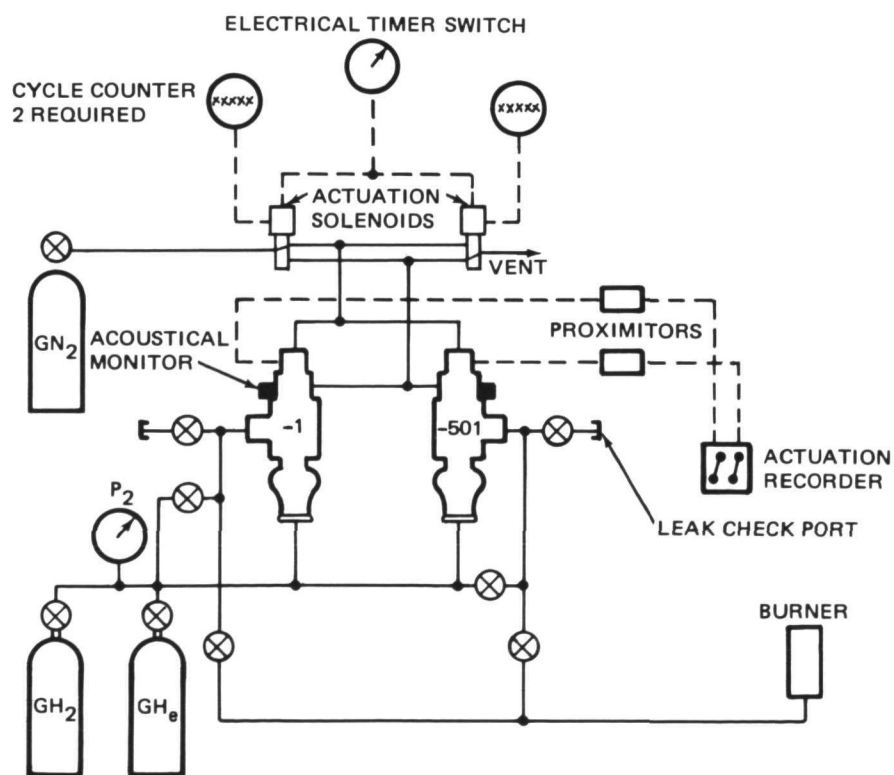 ELECTRICAL TIMER SWITCH
CYCLE COUNTER
2 REQUIRED
xxxxx
xxxxx
ACTUATION
SOLENOIDS
VENT
GN2
ACOUSTICAL
MONITOR
PROXIMITORS
-1
-501
ACTUATION
RECORDER
P2
LEAK CHECK PORT
BURNER
GH2
GHe